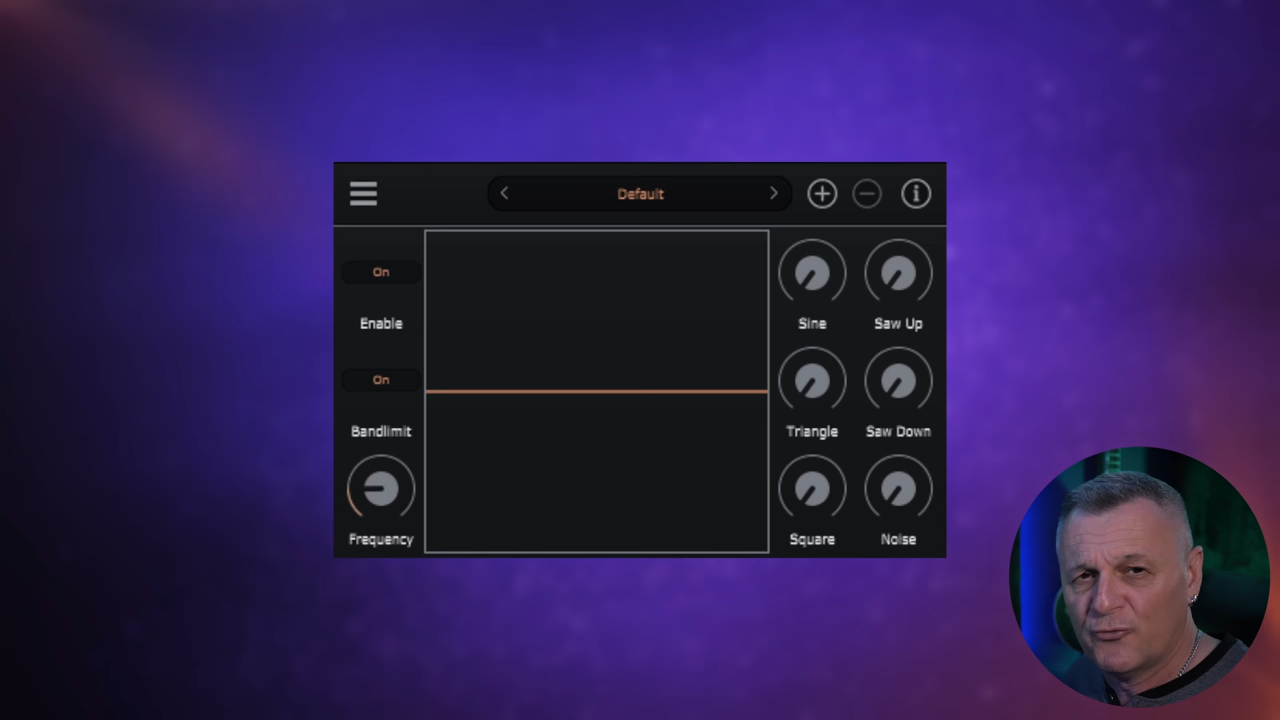 Default
On
Enable
On
Bandlimit
Frequency
Sine
Saw Up
Triangle
Saw Down
Square
Noise